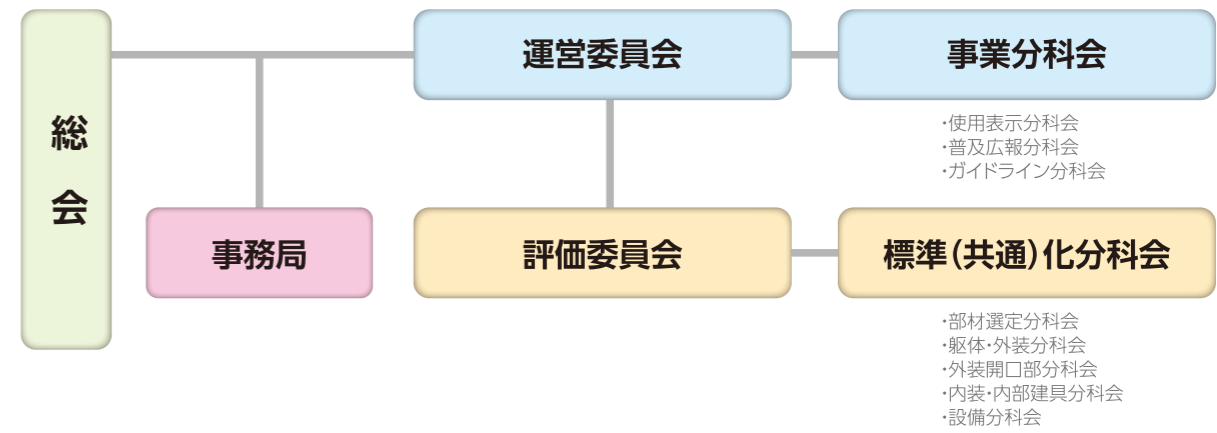 総会
運営委員会
事業分科会
・使用表示分科会
・普及広報分科会
・ガイドライン分科会
事務局
評価委員会
標準(共通)化分科会
・部材選定分科会
・躯体・外装分科会
・外装開口部分科会
・内装・内部建具分科会
・設備分科会